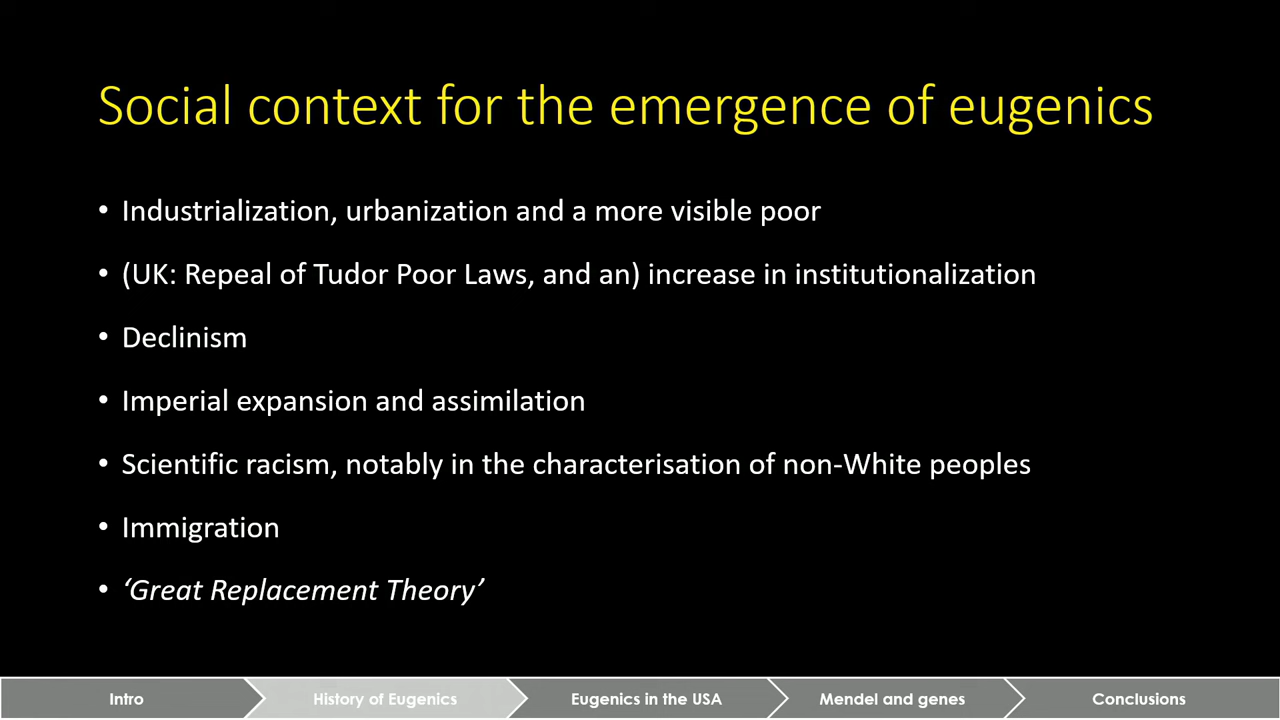 Social context for the emergence of eugenics
• Industrialization, urbanization and a more visible poor
• (UK: Repeal of Tudor Poor Laws, and an) increase in institutionalization
• Declinism
• Imperial expansion and assimilation
• Scientific racism, notably in the characterisation of non-White peoples
• Immigration
• ‘Great Replacement Theory’
Intro
History of Eugenics
Eugenics in the USA
Mendel and genes
Conclusions